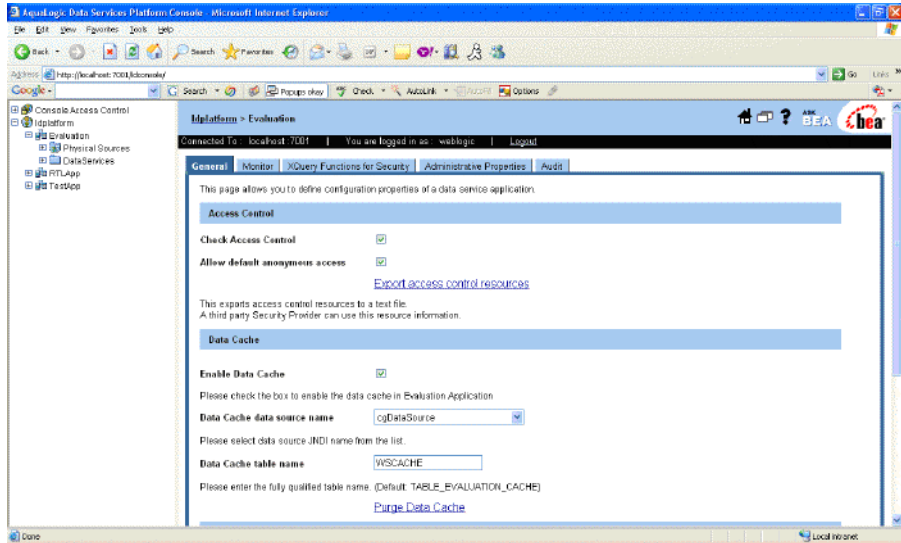 AquaLogic Data Services Platform Console - Microsoft Internet Explorer
File Edit View Favorites Tools Help
Back Search Favorites
Address http://localhost:7001/ldconsole/ Go Links
Google Search Popups okay Check AutoLink AutoFill Options
Console Access Control
ldplatform
Evaluation
Physical Sources
DataServices
RTLApp
TestApp
ldplatform > Evaluation
ASK BEA
bea
Connected To : localhost :7001 | You are logged in as : weblogic | Logout
General Monitor XQuery Functions for Security Administrative Properties Audit
This page allows you to define configuration properties of a data service application.
Access Control
Check Access Control
Allow default anonymous access
Export access control resources
This exports access control resources to a text file.
A third party Security Provider can use this resource information.
Data Cache
Enable Data Cache
Please check the box to enable the data cache in Evaluation Application
Data Cache data source name cgDataSource
Please select data source JNDI name from the list.
Data Cache table name WSCACHE
Please enter the fully qualified table name. (Default: TABLE_EVALUATION_CACHE)
Purge Data Cache
Done Local intranet